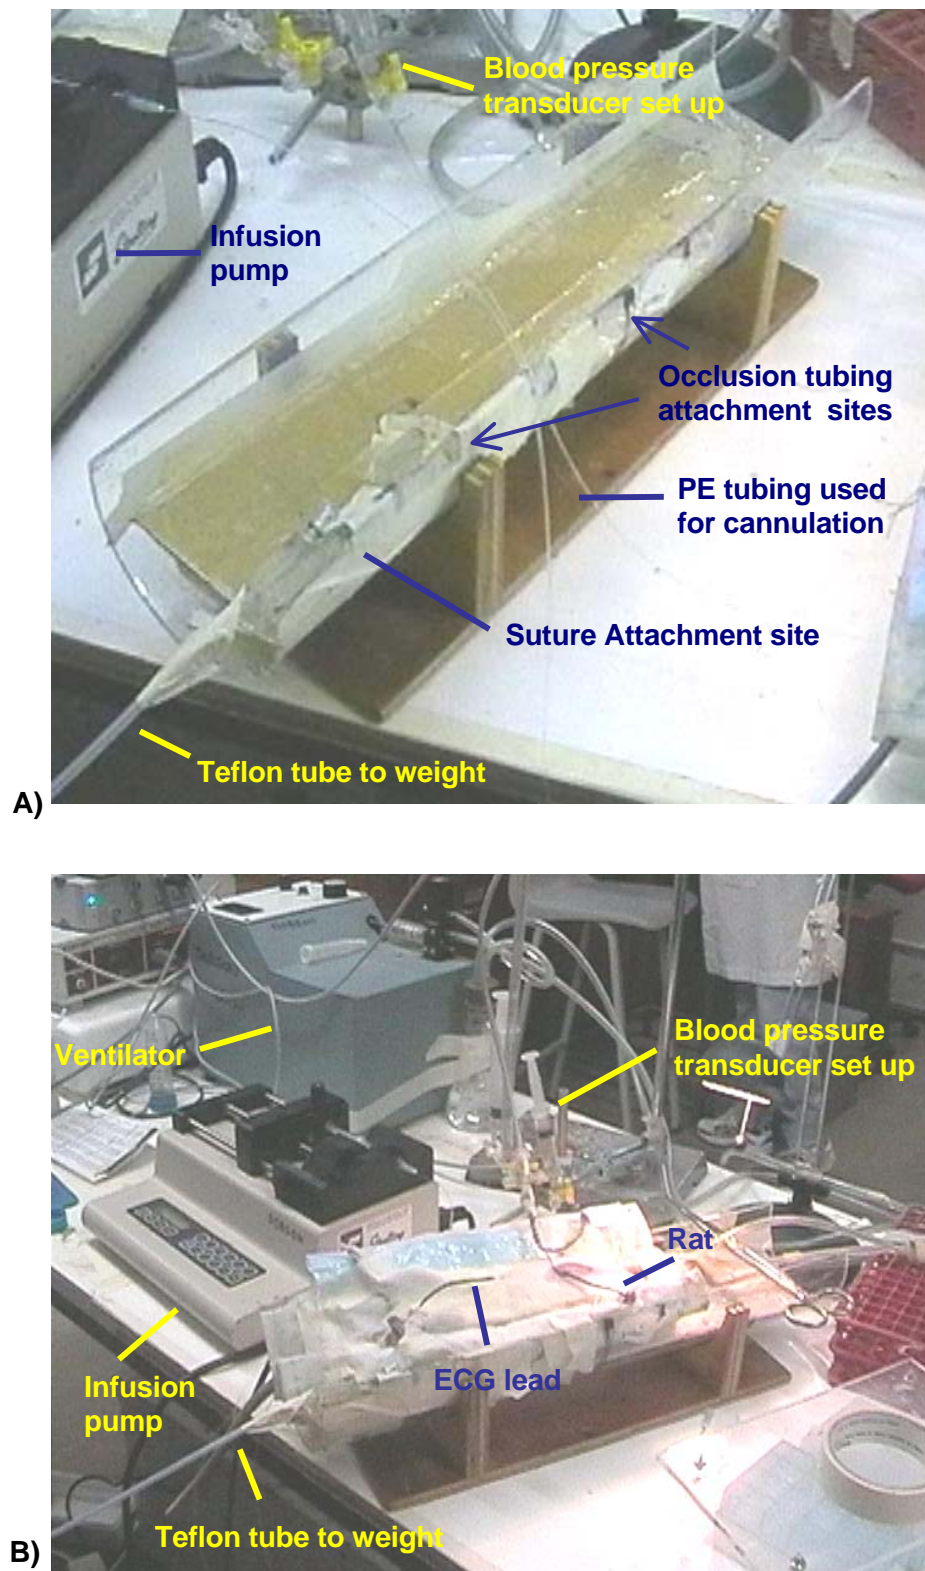 Blood pressure
transducer set up
Infusion
pump
Occlusion tubing
attachment  sites
PE tubing used
for cannulation
Suture Attachment site
Teflon tube to weight
A)
Ventilator
Blood pressure
transducer set up
Rat
ECG lead
Infusion
pump
Teflon tube to weight
B)